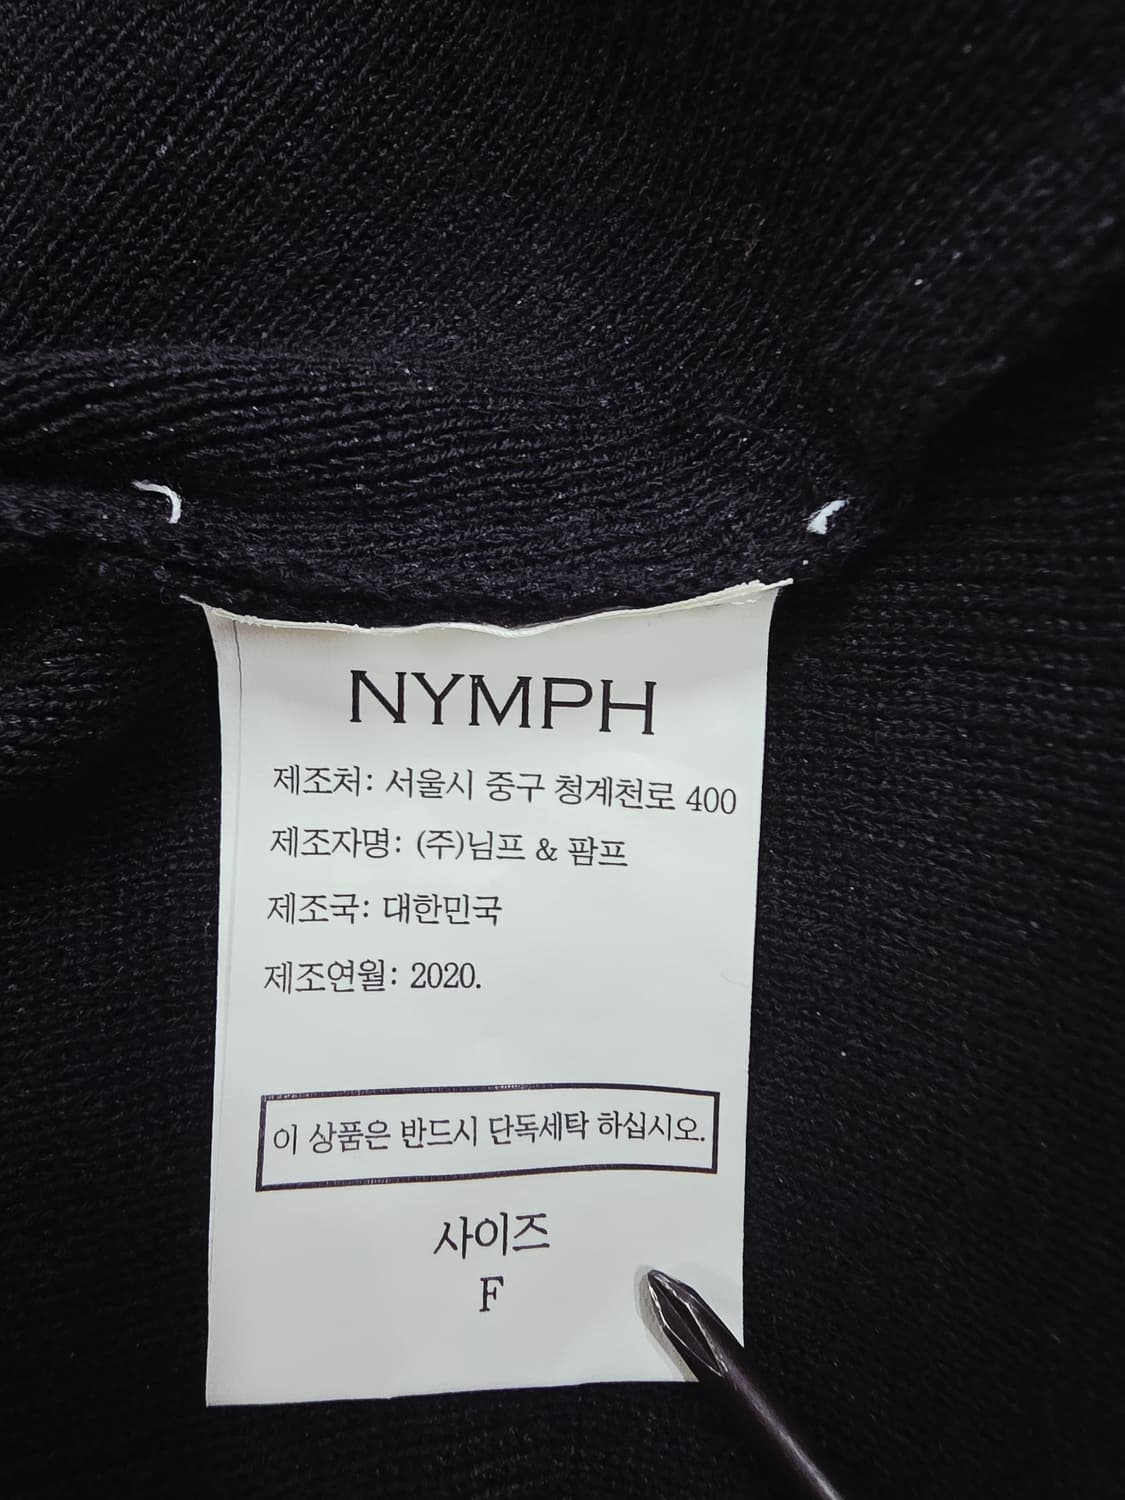 NYMPH
제조처: 서울시 중구 청계천로 400
제조자명: (주)님프 & 팜프
제조국: 대한민국
제조연월: 2020.
이 상품은 반드시 단독세탁 하십시오.
사이즈
F